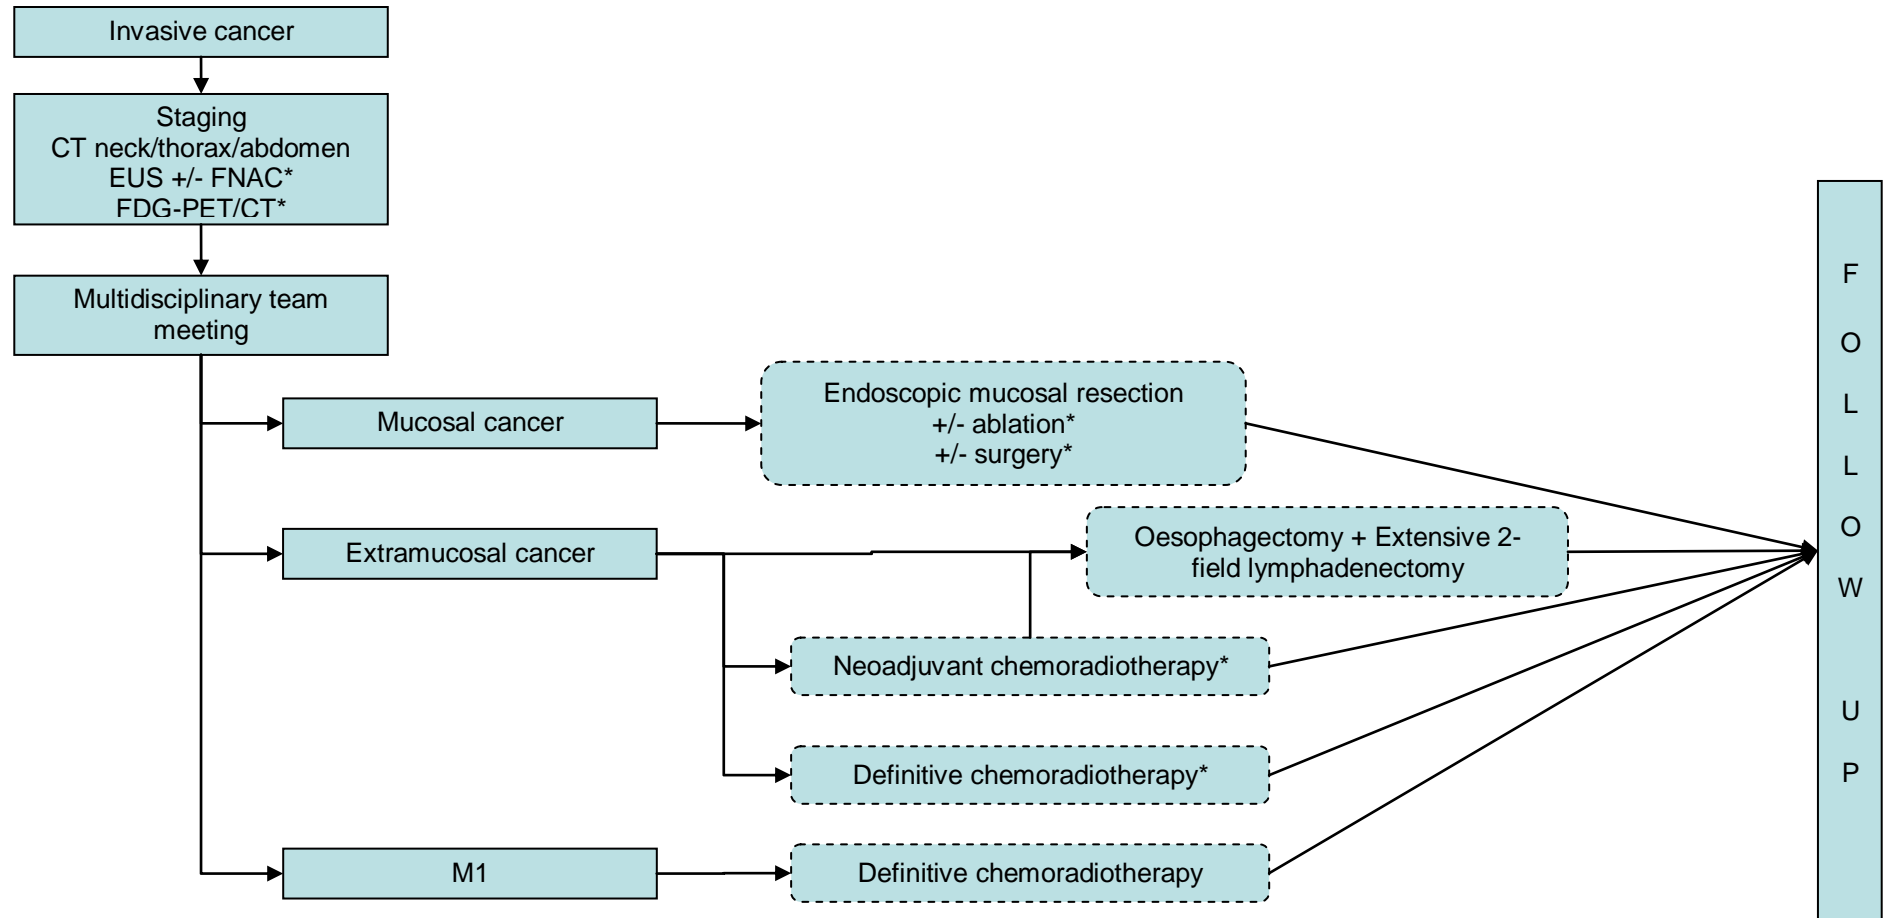 Invasive cancer
Staging
CT neck/thorax/abdomen
EUS +/- FNAC*
FDG-PET/CT*
Multidisciplinary team
meeting
Mucosal cancer
Endoscopic mucosal resection
+/- ablation*
+/- surgery*
Extramucosal cancer
Oesophagectomy + Extensive 2-
field lymphadenectomy
Neoadjuvant chemoradiotherapy*
Definitive chemoradiotherapy*
M1
Definitive chemoradiotherapy
F
O
L
L
O
W
U
P